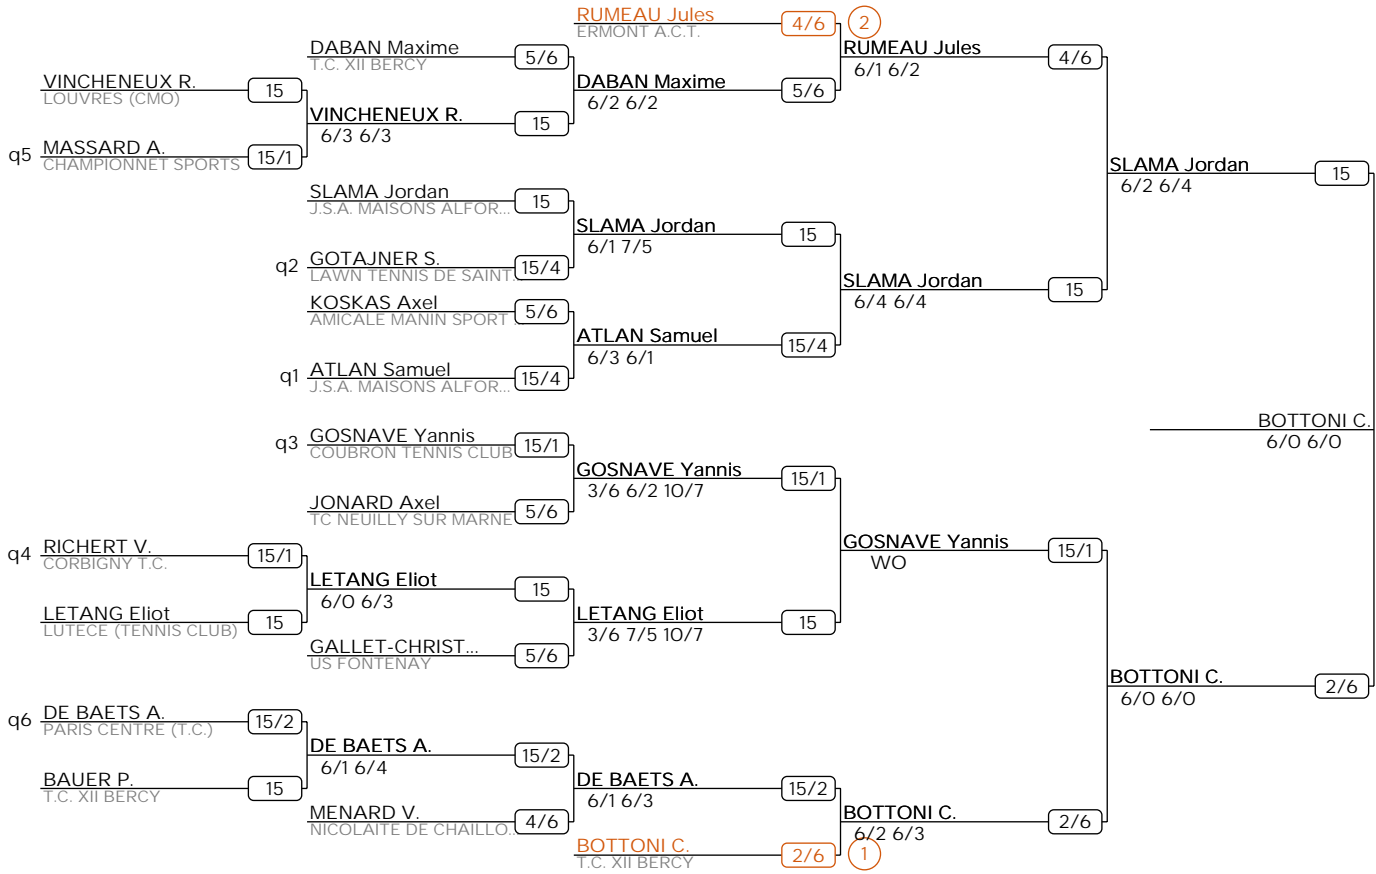 RUMEAU Jules
ERMONT A.C.T.
4/6
2
DABAN Maxime
T.C. XII BERCY
5/6
RUMEAU Jules
6/1 6/2
4/6
VINCHENEUX R.
LOUVRES (CMO)
15
DABAN Maxime
6/2 6/2
5/6
VINCHENEUX R.
6/3 6/3
15
q5
MASSARD A.
CHAMPIONNET SPORTS
15/1
SLAMA Jordan
6/2 6/4
15
SLAMA Jordan
J.S.A. MAISONS ALFOR...
15
SLAMA Jordan
6/1 7/5
15
q2
GOTAJNER S.
LAWN TENNIS DE SAINT...
15/4
SLAMA Jordan
6/4 6/4
15
KOSKAS Axel
AMICALE MANIN SPORT ...
5/6
ATLAN Samuel
6/3 6/1
15/4
q1
ATLAN Samuel
J.S.A. MAISONS ALFOR...
15/4
BOTTONI C.
6/0 6/0
q3
GOSNAVE Yannis
COUBRON TENNIS CLUB
15/1
GOSNAVE Yannis
3/6 6/2 10/7
15/1
JONARD Axel
TC NEUILLY SUR MARNE
5/6
q4
RICHERT V.
CORBIGNY T.C.
15/1
GOSNAVE Yannis
WO
15/1
LETANG Eliot
6/0 6/3
15
LETANG Eliot
LUTECE (TENNIS CLUB)
15
LETANG Eliot
3/6 7/5 10/7
15
GALLET-CHRIST...
US FONTENAY
5/6
BOTTONI C.
6/0 6/0
2/6
q6
DE BAETS A.
PARIS CENTRE (T.C.)
15/2
DE BAETS A.
6/1 6/4
15/2
BAUER P.
T.C. XII BERCY
15
DE BAETS A.
6/1 6/3
15/2
MENARD V.
NICOLAITE DE CHAILLO...
4/6
BOTTONI C.
6/2 6/3
2/6
BOTTONI C.
T.C. XII BERCY
2/6
1